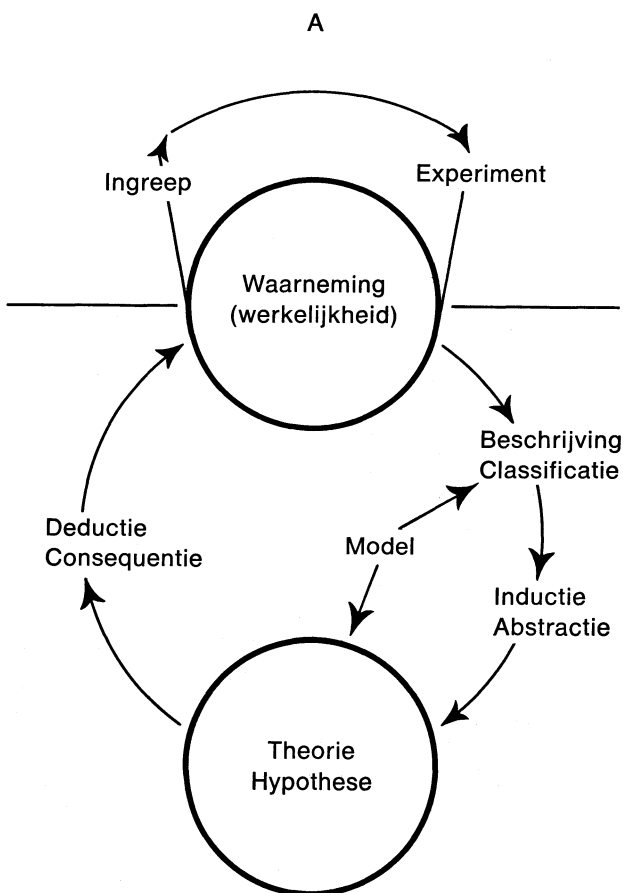 A
Ingreep
Experiment
Waarneming
(werkelijkheid)
Beschrijving
Classificatie
Deductie
Consequentie
Model
Inductie
Abstractie
Theorie
Hypothese